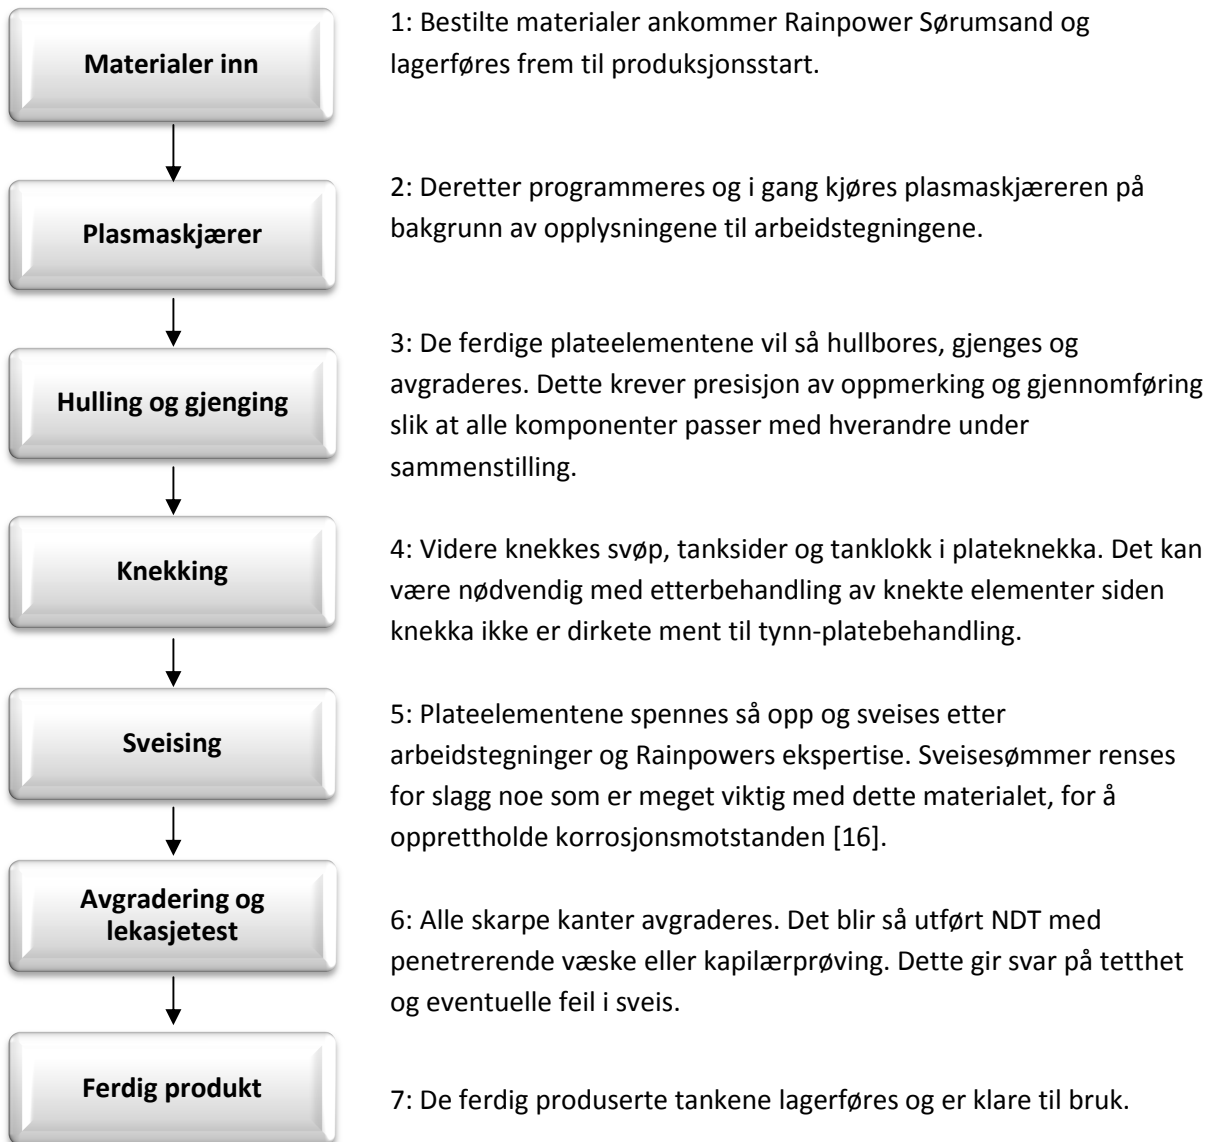 Materialer inn
1: Bestilte materialer ankommer Rainpower Sørumsand og
lagerføres frem til produksjonsstart.
Plasmaskjærer
2: Deretter programmeres og i gang kjøres plasmaskjæreren på
bakgrunn av opplysningene til arbeidstegningene.
Hulling og gjenging
3: De ferdige plateelementene vil så hullbores, gjenges og
avgraderes. Dette krever presisjon av oppmerking og gjennomføring
slik at alle komponenter passer med hverandre under
sammenstilling.
Knekking
4: Videre knekkes svøp, tanksider og tanklokk i plateknekka. Det kan
være nødvendig med etterbehandling av knekte elementer siden
knekka ikke er dirkete ment til tynn-platebehandling.
Sveising
5: Plateelementene spennes så opp og sveises etter
arbeidstegninger og Rainpowers ekspertise. Sveisesømmer renses
for slagg noe som er meget viktig med dette materialet, for å
opprettholde korrosjonsmotstanden [16].
Avgradering og
lekasjetest
6: Alle skarpe kanter avgraderes. Det blir så utført NDT med
penetrerende væske eller kapilærprøving. Dette gir svar på tetthet
og eventuelle feil i sveis.
Ferdig produkt
7: De ferdig produserte tankene lagerføres og er klare til bruk.